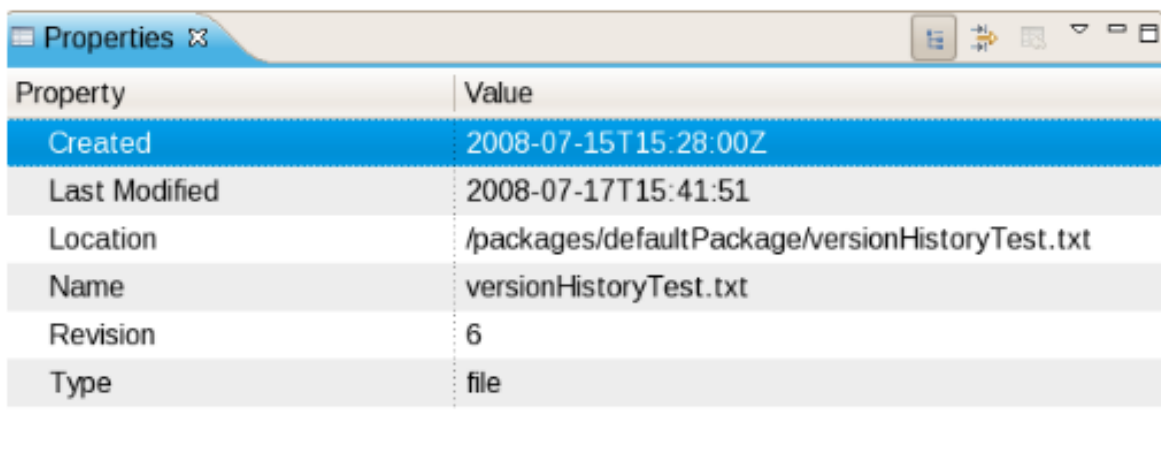 Properties
Property Value
Created 2008-07-15T15:28:00Z
Last Modified 2008-07-17T15:41:51
Location /packages/defaultPackage/versionHistoryTest.txt
Name versionHistoryTest.txt
Revision 6
Type file